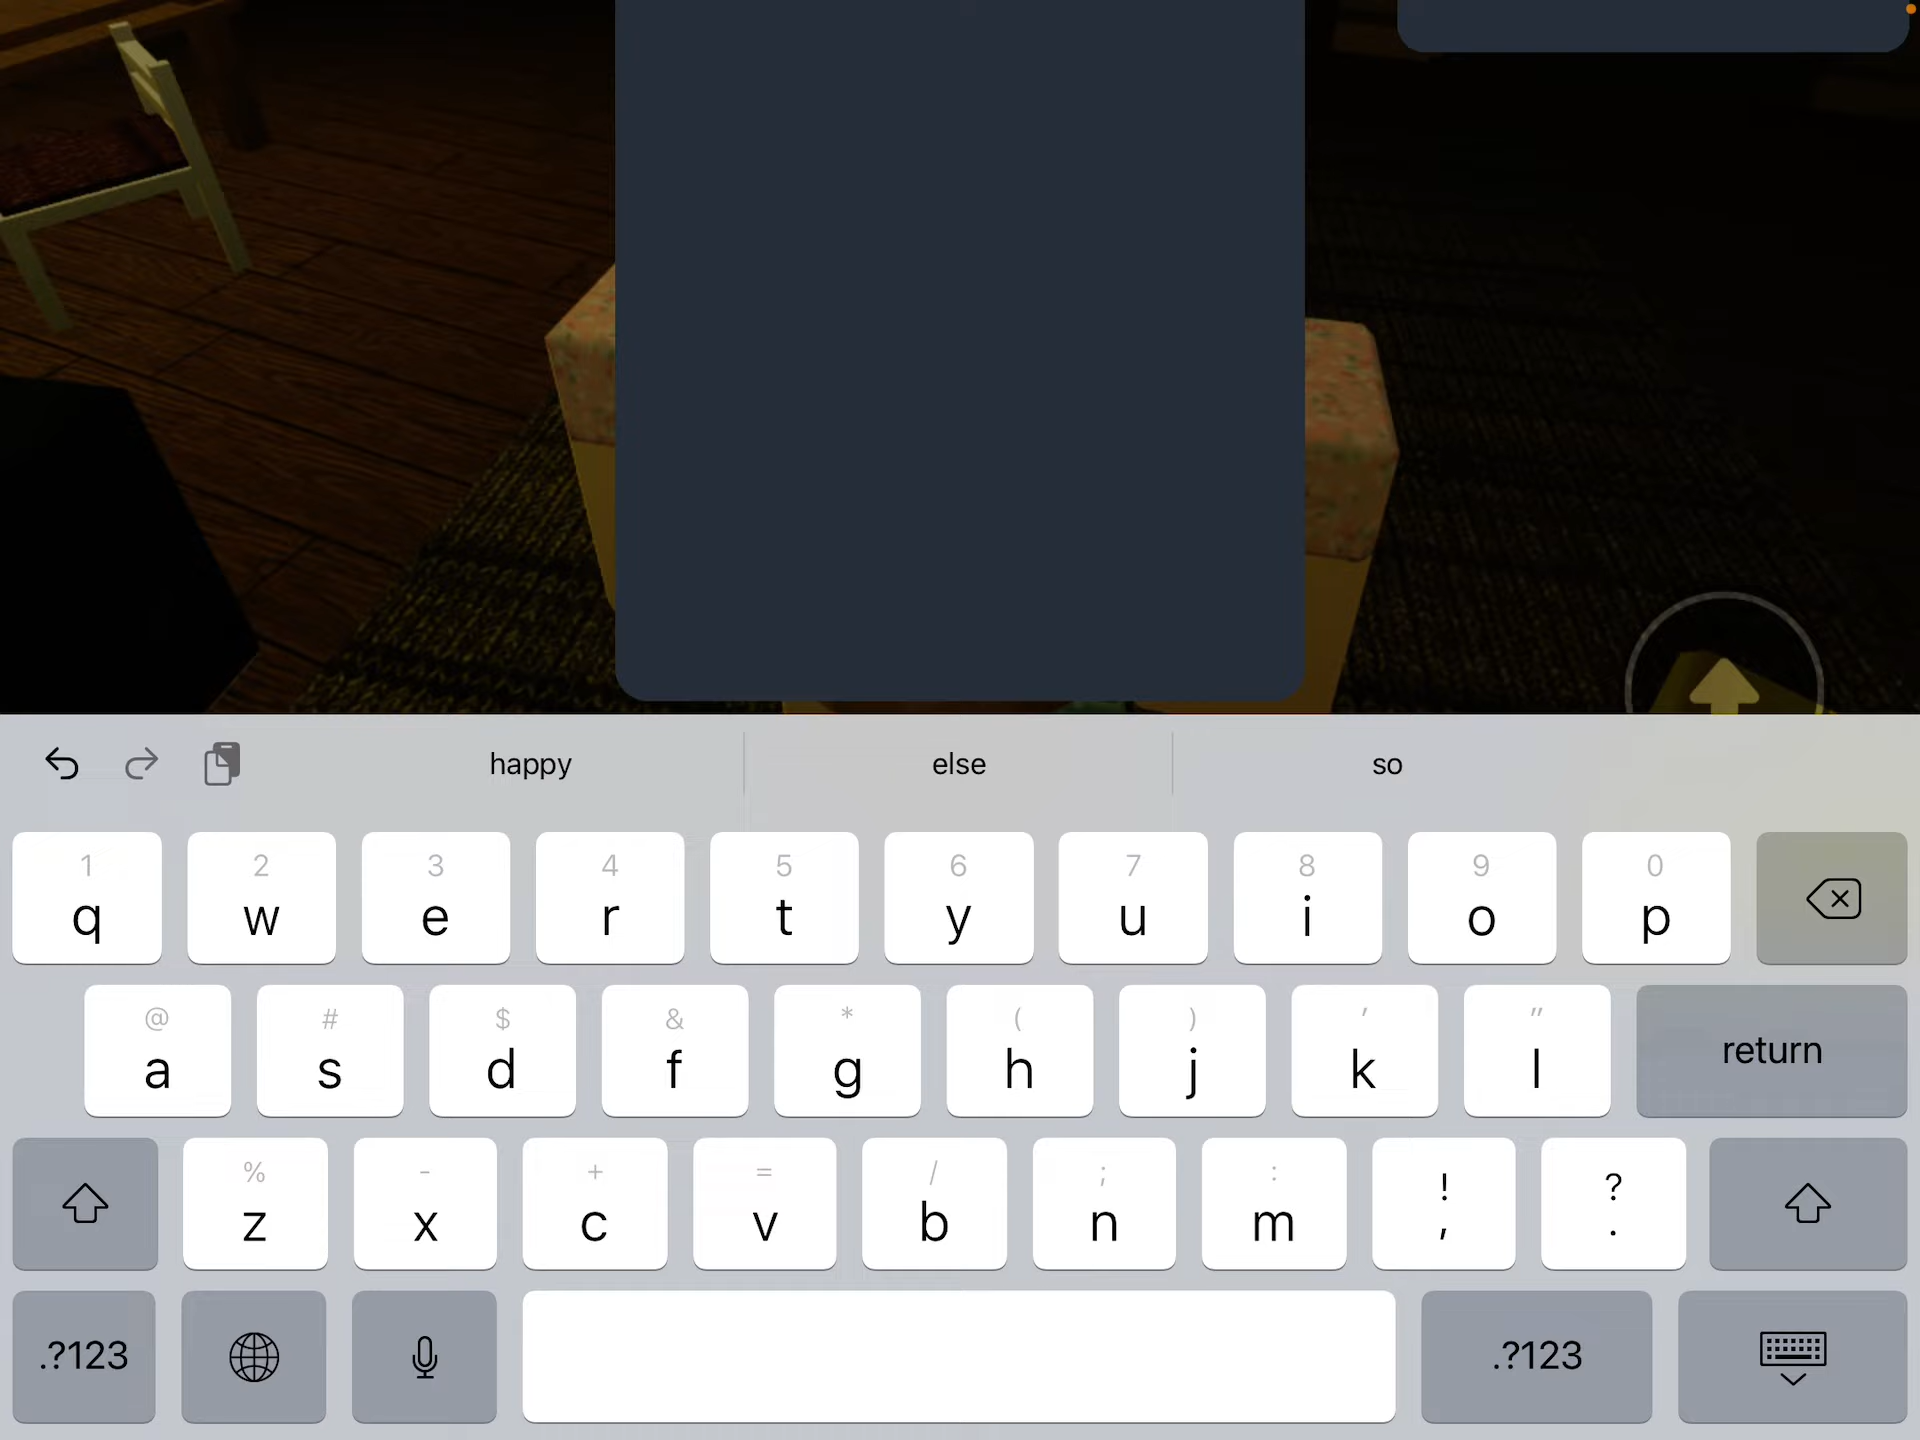 happy else so
1 2 3 4 5 6 7 8 9 0
q w e r t y u i o p
@ # $ & * ( ) ' "
a s d f g h j k l return
% - + = / ; : ! ?
z x c v b n m , .
.?123 .?123